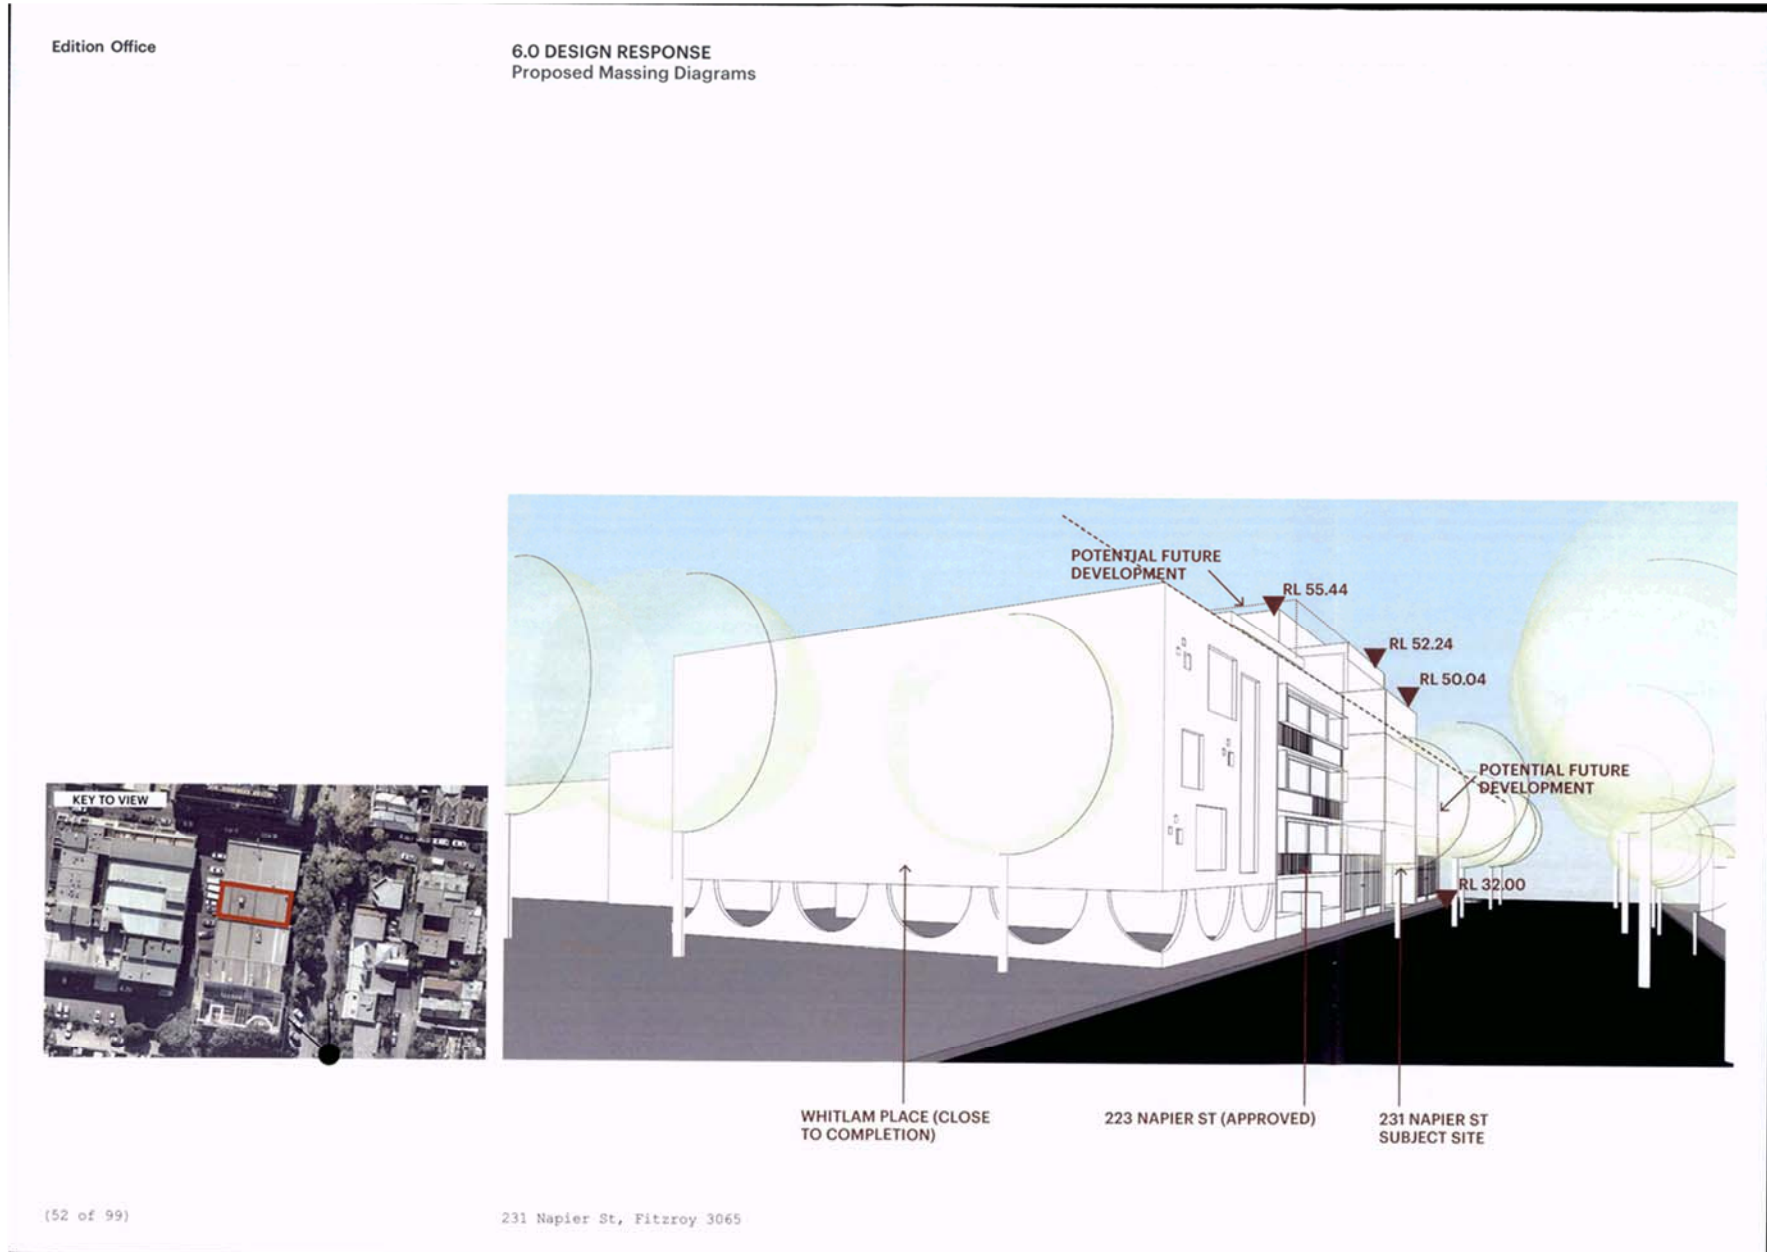 Edition Office
6.0 DESIGN RESPONSE
Proposed Massing Diagrams
POTENTIAL FUTURE
DEVELOPMENT
RL 55.44
RL 52.24
RL 50.04
POTENTIAL FUTURE
DEVELOPMENT
RL 32.00
KEY TO VIEW
WHITLAM PLACE (CLOSE
TO COMPLETION)
223 NAPIER ST (APPROVED)
231 NAPIER ST
SUBJECT SITE
(52 of 99)
231 Napier St, Fitzroy 3065